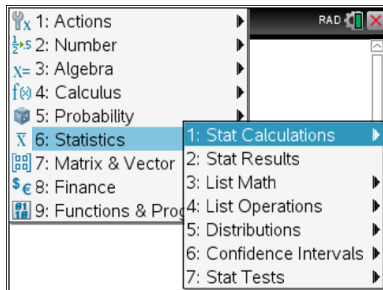 1: Actions
RAD
2: Number
3: Algebra
4: Calculus
5: Probability
6: Statistics
7: Matrix & Vector
8: Finance
9: Functions & Prog
1: Stat Calculations
2: Stat Results
3: List Math
4: List Operations
5: Distributions
6: Confidence Intervals
7: Stat Tests